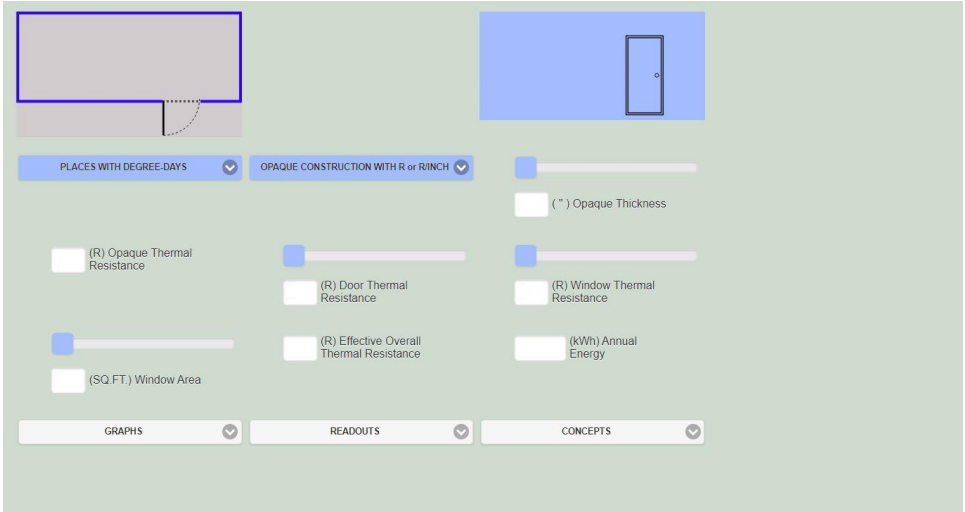 PLACES WITH DEGREE-DAYS
OPAQUE CONSTRUCTION WITH R or R/INCH
( " ) Opaque Thickness
(R) Opaque Thermal
Resistance
(R) Door Thermal
Resistance
(R) Window Thermal
Resistance
(SQ.FT.) Window Area
(R) Effective Overall
Thermal Resistance
(kWh) Annual
Energy
GRAPHS
READOUTS
CONCEPTS